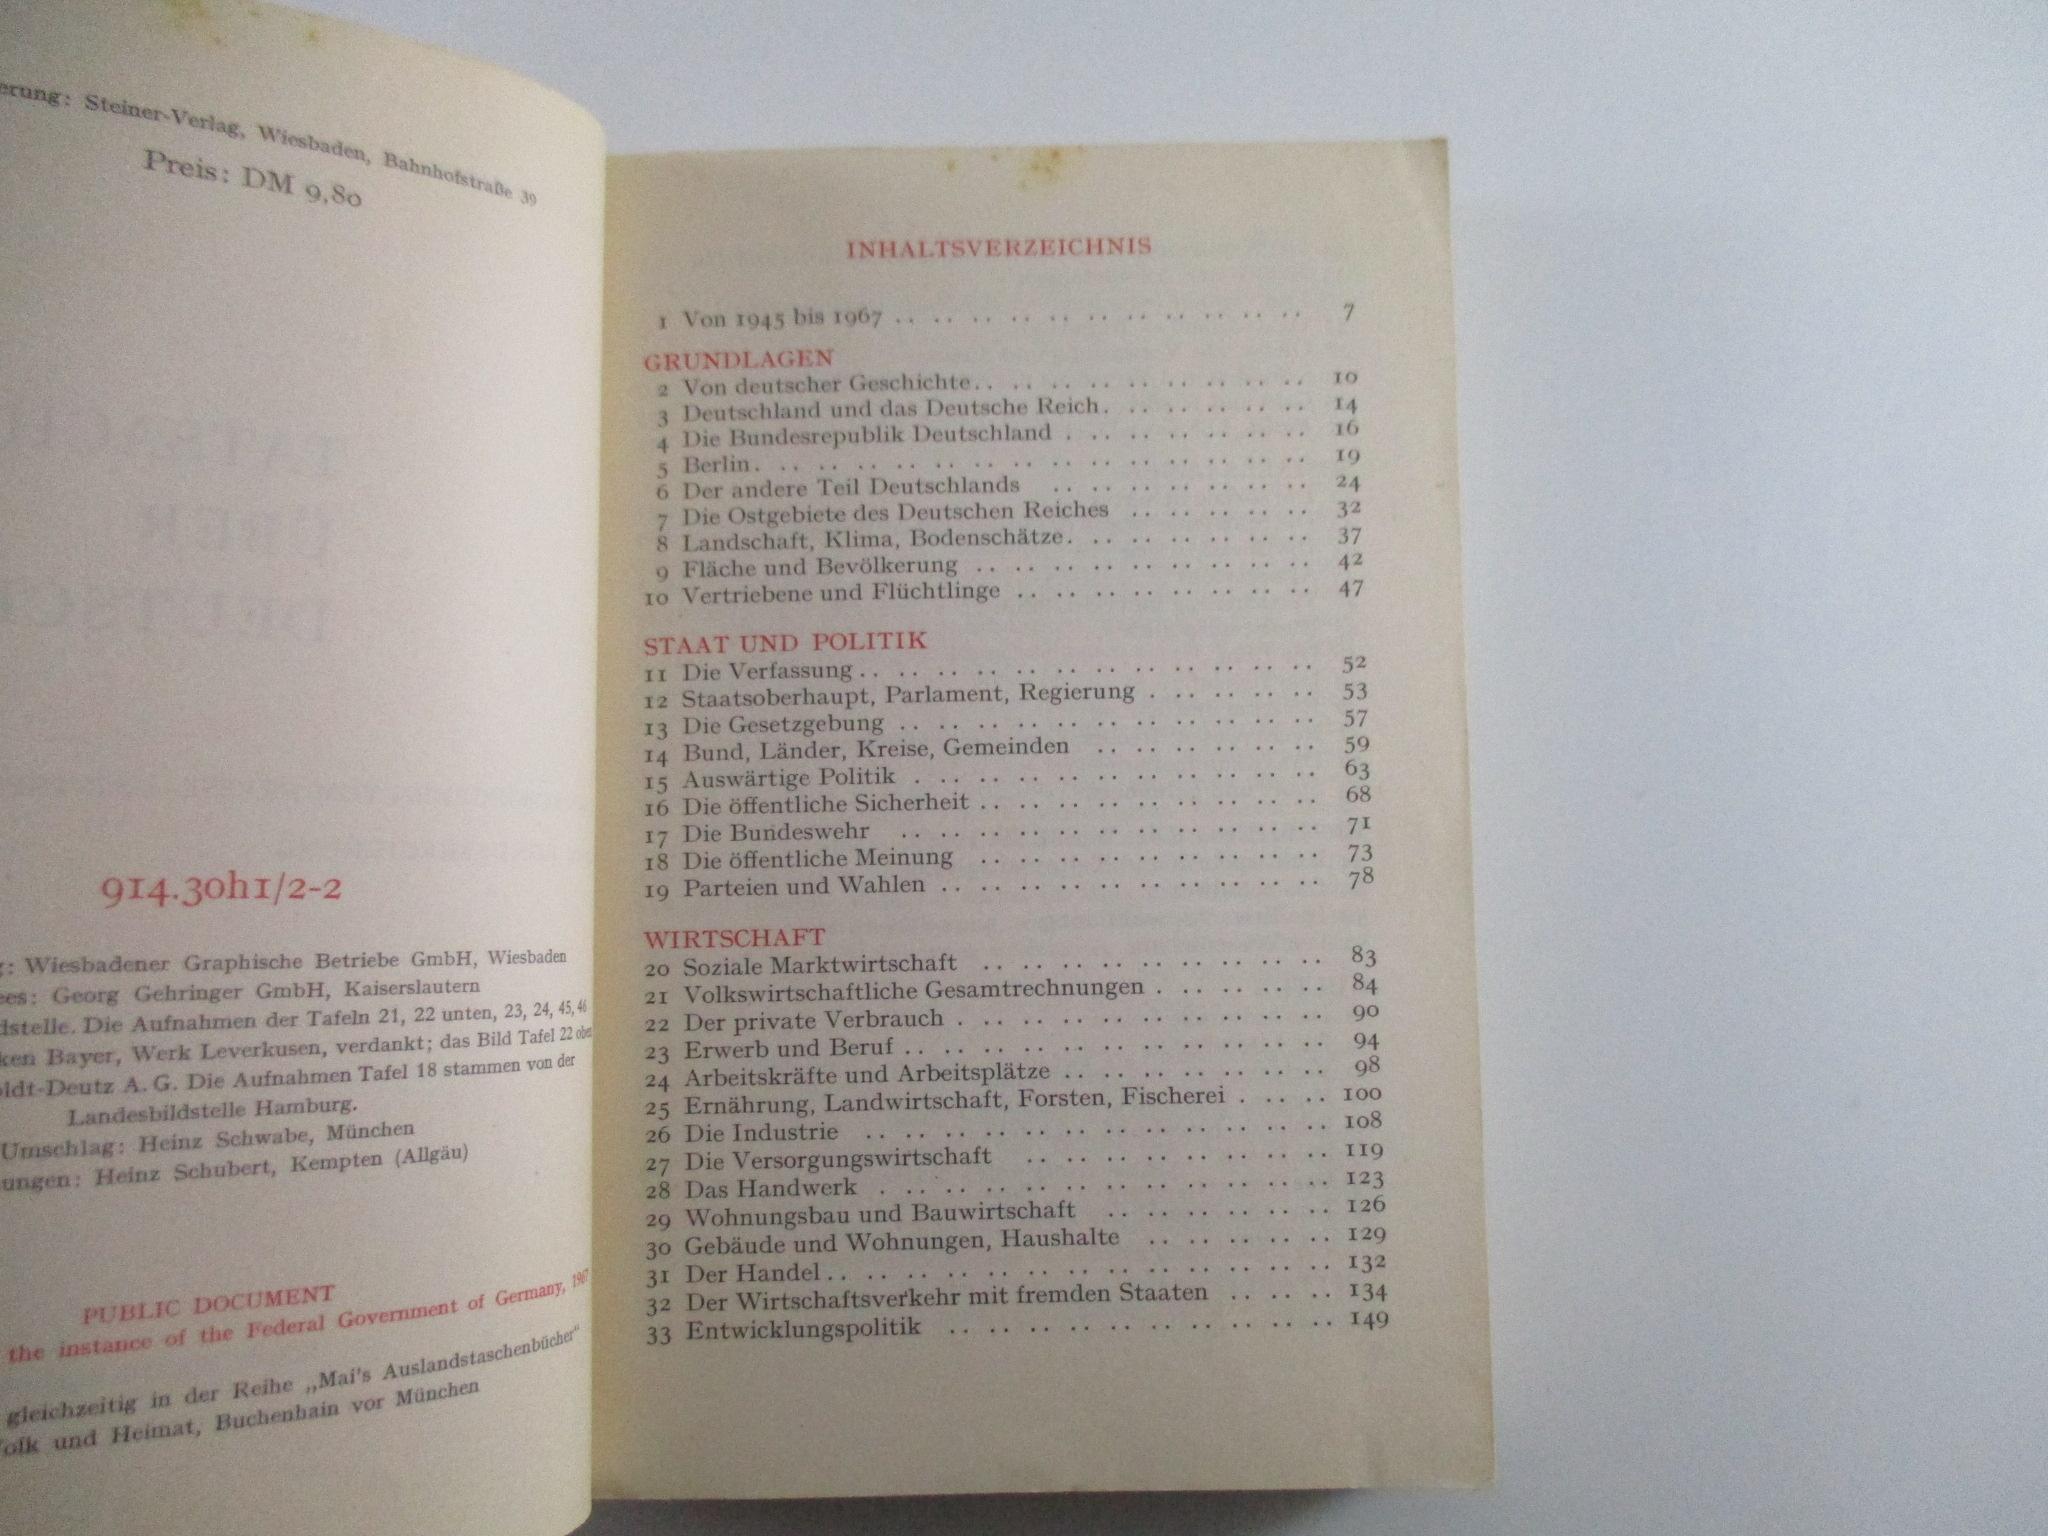 erung: Steiner-Verlag, Wiesbaden, Bahnhofstraße 39
Preis: DM 9,80
914.30h1/2-2
: Wiesbadener Graphische Betriebe GmbH, Wiesbaden
Georg Gehringer GmbH, Kaiserslautern
dstelle. Die Aufnahmen der Tafeln 21, 22 unten, 23, 24, 45, 46
ken Bayer, Werk Leverkusen, verdankt; das Bild Tafel 22 oben
ldt-Deutz A. G. Die Aufnahmen Tafel 18 stammen von der
Landesbildstelle Hamburg.
Umschlag: Heinz Schwabe, München
ungen: Heinz Schubert, Kempten (Allgäu)
PUBLIC DOCUMENT
the instance of the Federal Government of Germany, 1967
gleichzeitig in der Reihe „Mai's Auslandstaschenbücher“
Volk und Heimat, Buchenhain vor München
INHALTSVERZEICHNIS
1 Von 1945 bis 1967 7
GRUNDLAGEN
2 Von deutscher Geschichte 10
3 Deutschland und das Deutsche Reich 14
4 Die Bundesrepublik Deutschland 16
5 Berlin 19
6 Der andere Teil Deutschlands 24
7 Die Ostgebiete des Deutschen Reiches 32
8 Landschaft, Klima, Bodenschätze 37
9 Fläche und Bevölkerung 42
10 Vertriebene und Flüchtlinge 47
STAAT UND POLITIK
11 Die Verfassung 52
12 Staatsoberhaupt, Parlament, Regierung 53
13 Die Gesetzgebung 57
14 Bund, Länder, Kreise, Gemeinden 59
15 Auswärtige Politik 63
16 Die öffentliche Sicherheit 68
17 Die Bundeswehr 71
18 Die öffentliche Meinung 73
19 Parteien und Wahlen 78
WIRTSCHAFT
20 Soziale Marktwirtschaft 83
21 Volkswirtschaftliche Gesamtrechnungen 84
22 Der private Verbrauch 90
23 Erwerb und Beruf 94
24 Arbeitskräfte und Arbeitsplätze 98
25 Ernährung, Landwirtschaft, Forsten, Fischerei 100
26 Die Industrie 108
27 Die Versorgungswirtschaft 119
28 Das Handwerk 123
29 Wohnungsbau und Bauwirtschaft 126
30 Gebäude und Wohnungen, Haushalte 129
31 Der Handel 132
32 Der Wirtschaftsverkehr mit fremden Staaten 134
33 Entwicklungspolitik 149